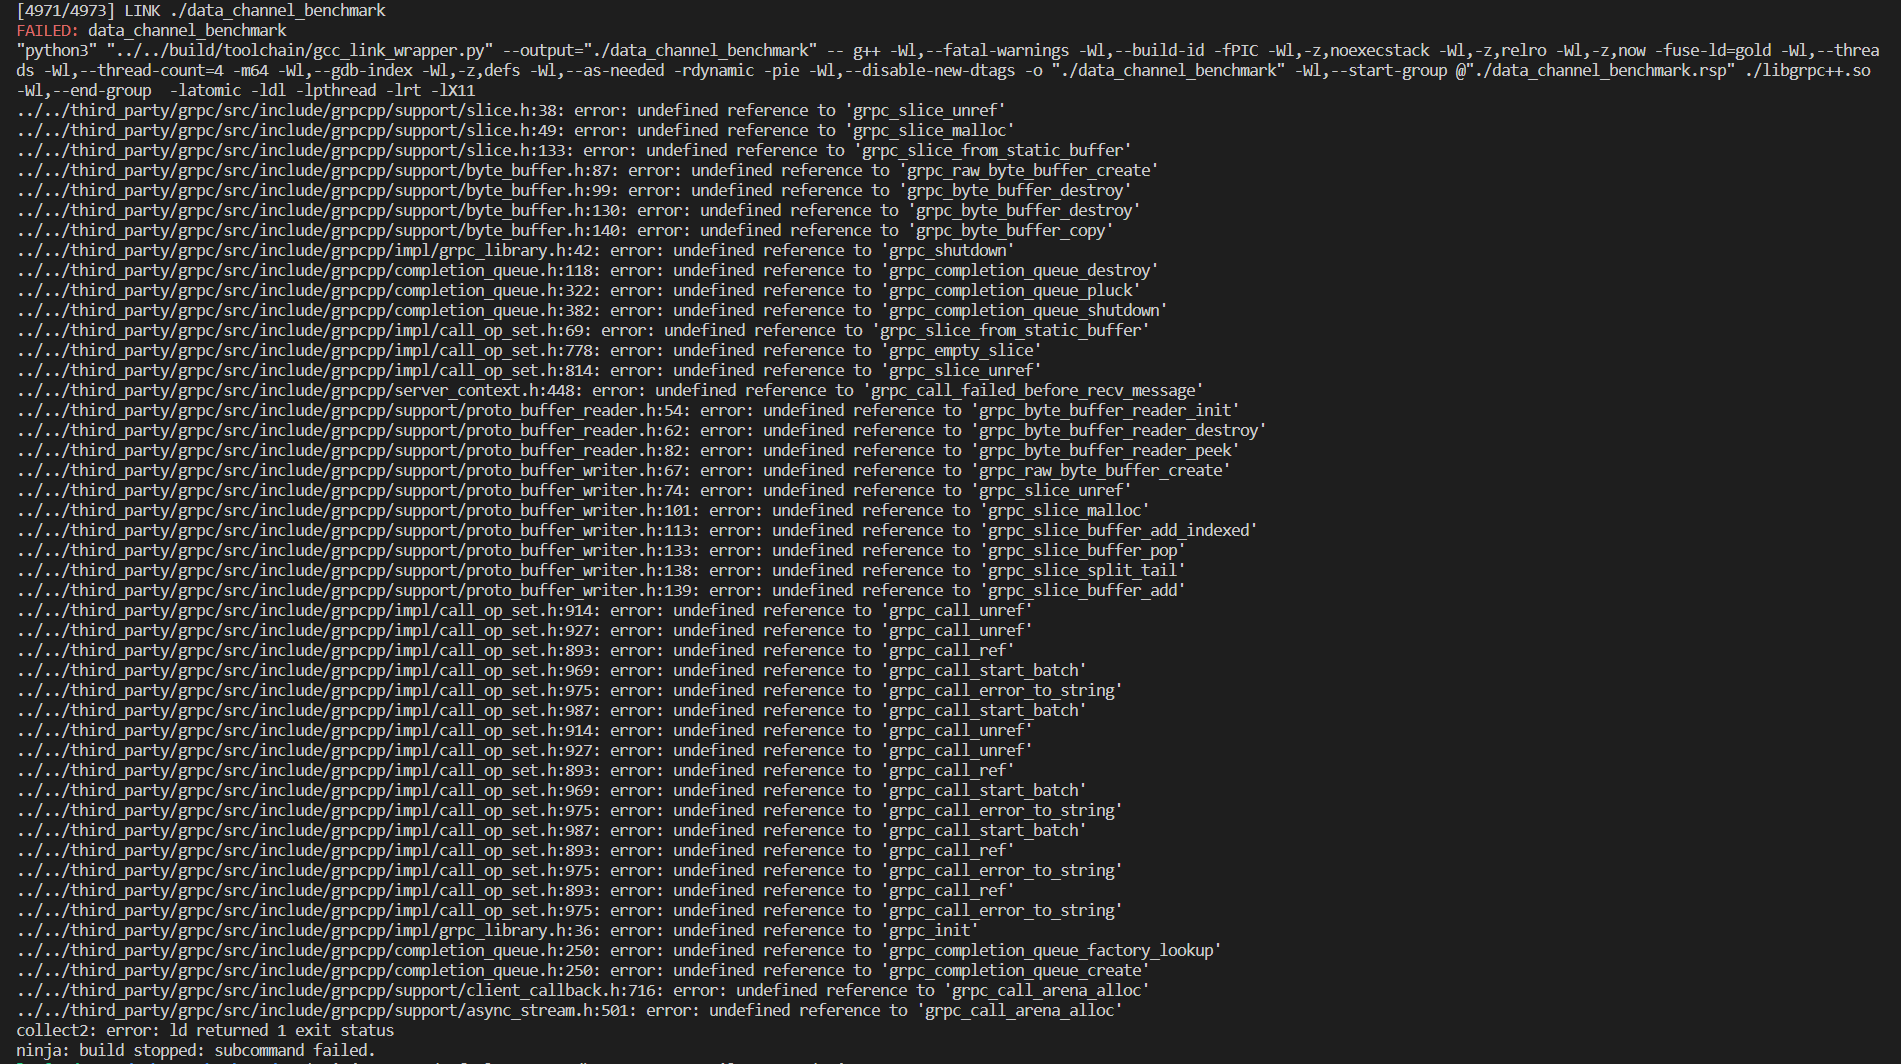 [4971/4973] LINK ./data_channel_benchmark
FAILED: data_channel_benchmark
"python3" "../../build/toolchain/gcc_link_wrapper.py" --output="./data_channel_benchmark" -- g++ -Wl,--fatal-warnings -Wl,--build-id -fPIC -Wl,-z,noexecstack -Wl,-z,relro -Wl,-z,now -fuse-ld=gold -Wl,--threa
ds -Wl,--thread-count=4 -m64 -Wl,--gdb-index -Wl,-z,defs -Wl,--as-needed -rdynamic -pie -Wl,--disable-new-dtags -o "./data_channel_benchmark" -Wl,--start-group @"./data_channel_benchmark.rsp" ./libgrpc++.so
-Wl,--end-group  -latomic -ldl -lpthread -lrt -lX11
../../third_party/grpc/src/include/grpcpp/support/slice.h:38: error: undefined reference to 'grpc_slice_unref'
../../third_party/grpc/src/include/grpcpp/support/slice.h:49: error: undefined reference to 'grpc_slice_malloc'
../../third_party/grpc/src/include/grpcpp/support/slice.h:133: error: undefined reference to 'grpc_slice_from_static_buffer'
../../third_party/grpc/src/include/grpcpp/support/byte_buffer.h:87: error: undefined reference to 'grpc_raw_byte_buffer_create'
../../third_party/grpc/src/include/grpcpp/support/byte_buffer.h:99: error: undefined reference to 'grpc_byte_buffer_destroy'
../../third_party/grpc/src/include/grpcpp/support/byte_buffer.h:130: error: undefined reference to 'grpc_byte_buffer_destroy'
../../third_party/grpc/src/include/grpcpp/support/byte_buffer.h:140: error: undefined reference to 'grpc_byte_buffer_copy'
../../third_party/grpc/src/include/grpcpp/impl/grpc_library.h:42: error: undefined reference to 'grpc_shutdown'
../../third_party/grpc/src/include/grpcpp/completion_queue.h:118: error: undefined reference to 'grpc_completion_queue_destroy'
../../third_party/grpc/src/include/grpcpp/completion_queue.h:322: error: undefined reference to 'grpc_completion_queue_pluck'
../../third_party/grpc/src/include/grpcpp/completion_queue.h:382: error: undefined reference to 'grpc_completion_queue_shutdown'
../../third_party/grpc/src/include/grpcpp/impl/call_op_set.h:69: error: undefined reference to 'grpc_slice_from_static_buffer'
../../third_party/grpc/src/include/grpcpp/impl/call_op_set.h:778: error: undefined reference to 'grpc_empty_slice'
../../third_party/grpc/src/include/grpcpp/impl/call_op_set.h:814: error: undefined reference to 'grpc_slice_unref'
../../third_party/grpc/src/include/grpcpp/server_context.h:448: error: undefined reference to 'grpc_call_failed_before_recv_message'
../../third_party/grpc/src/include/grpcpp/support/proto_buffer_reader.h:54: error: undefined reference to 'grpc_byte_buffer_reader_init'
../../third_party/grpc/src/include/grpcpp/support/proto_buffer_reader.h:62: error: undefined reference to 'grpc_byte_buffer_reader_destroy'
../../third_party/grpc/src/include/grpcpp/support/proto_buffer_reader.h:82: error: undefined reference to 'grpc_byte_buffer_reader_peek'
../../third_party/grpc/src/include/grpcpp/support/proto_buffer_writer.h:67: error: undefined reference to 'grpc_raw_byte_buffer_create'
../../third_party/grpc/src/include/grpcpp/support/proto_buffer_writer.h:74: error: undefined reference to 'grpc_slice_unref'
../../third_party/grpc/src/include/grpcpp/support/proto_buffer_writer.h:101: error: undefined reference to 'grpc_slice_malloc'
../../third_party/grpc/src/include/grpcpp/support/proto_buffer_writer.h:113: error: undefined reference to 'grpc_slice_buffer_add_indexed'
../../third_party/grpc/src/include/grpcpp/support/proto_buffer_writer.h:133: error: undefined reference to 'grpc_slice_buffer_pop'
../../third_party/grpc/src/include/grpcpp/support/proto_buffer_writer.h:138: error: undefined reference to 'grpc_slice_split_tail'
../../third_party/grpc/src/include/grpcpp/support/proto_buffer_writer.h:139: error: undefined reference to 'grpc_slice_buffer_add'
../../third_party/grpc/src/include/grpcpp/impl/call_op_set.h:914: error: undefined reference to 'grpc_call_unref'
../../third_party/grpc/src/include/grpcpp/impl/call_op_set.h:927: error: undefined reference to 'grpc_call_unref'
../../third_party/grpc/src/include/grpcpp/impl/call_op_set.h:893: error: undefined reference to 'grpc_call_ref'
../../third_party/grpc/src/include/grpcpp/impl/call_op_set.h:969: error: undefined reference to 'grpc_call_start_batch'
../../third_party/grpc/src/include/grpcpp/impl/call_op_set.h:975: error: undefined reference to 'grpc_call_error_to_string'
../../third_party/grpc/src/include/grpcpp/impl/call_op_set.h:987: error: undefined reference to 'grpc_call_start_batch'
../../third_party/grpc/src/include/grpcpp/impl/call_op_set.h:914: error: undefined reference to 'grpc_call_unref'
../../third_party/grpc/src/include/grpcpp/impl/call_op_set.h:927: error: undefined reference to 'grpc_call_unref'
../../third_party/grpc/src/include/grpcpp/impl/call_op_set.h:893: error: undefined reference to 'grpc_call_ref'
../../third_party/grpc/src/include/grpcpp/impl/call_op_set.h:969: error: undefined reference to 'grpc_call_start_batch'
../../third_party/grpc/src/include/grpcpp/impl/call_op_set.h:975: error: undefined reference to 'grpc_call_error_to_string'
../../third_party/grpc/src/include/grpcpp/impl/call_op_set.h:987: error: undefined reference to 'grpc_call_start_batch'
../../third_party/grpc/src/include/grpcpp/impl/call_op_set.h:893: error: undefined reference to 'grpc_call_ref'
../../third_party/grpc/src/include/grpcpp/impl/call_op_set.h:975: error: undefined reference to 'grpc_call_error_to_string'
../../third_party/grpc/src/include/grpcpp/impl/call_op_set.h:893: error: undefined reference to 'grpc_call_ref'
../../third_party/grpc/src/include/grpcpp/impl/call_op_set.h:975: error: undefined reference to 'grpc_call_error_to_string'
../../third_party/grpc/src/include/grpcpp/impl/grpc_library.h:36: error: undefined reference to 'grpc_init'
../../third_party/grpc/src/include/grpcpp/completion_queue.h:250: error: undefined reference to 'grpc_completion_queue_factory_lookup'
../../third_party/grpc/src/include/grpcpp/completion_queue.h:250: error: undefined reference to 'grpc_completion_queue_create'
../../third_party/grpc/src/include/grpcpp/support/client_callback.h:716: error: undefined reference to 'grpc_call_arena_alloc'
../../third_party/grpc/src/include/grpcpp/support/async_stream.h:501: error: undefined reference to 'grpc_call_arena_alloc'
collect2: error: ld returned 1 exit status
ninja: build stopped: subcommand failed.